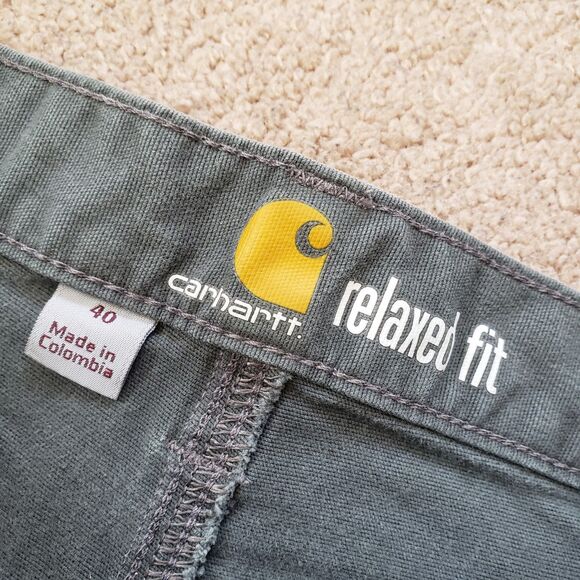 carhartt.
relaxed fit
40
Made in
Colombia